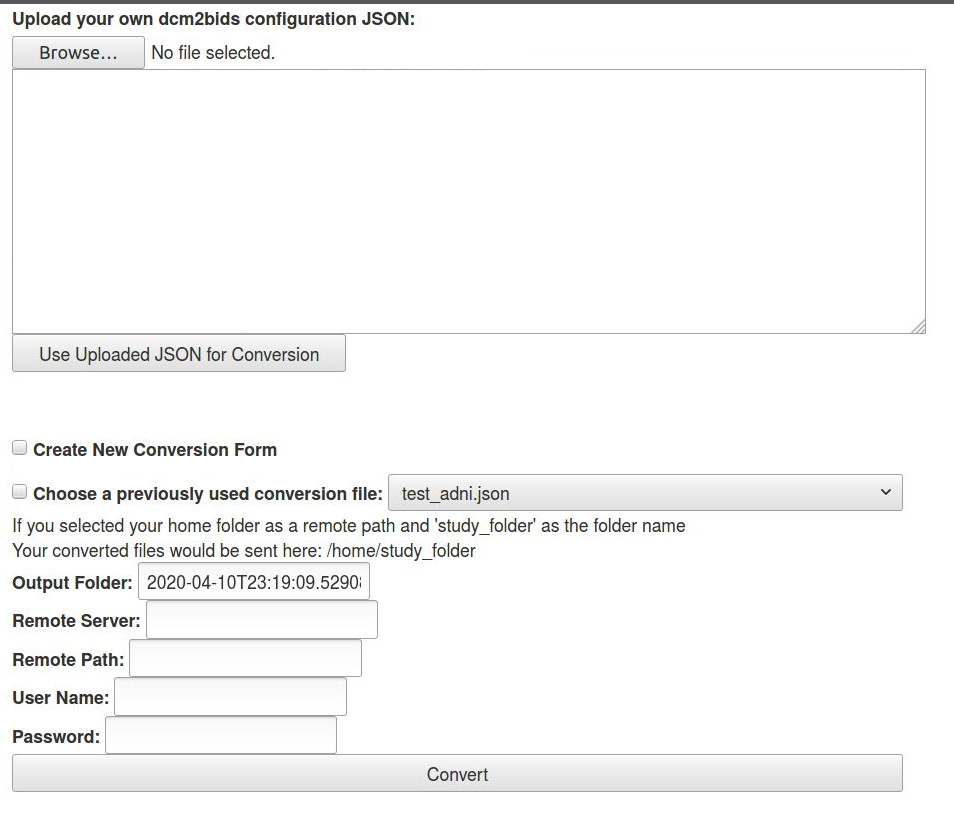 Upload your own dcm2bids configuration JSON:
Browse... No file selected.
Use Uploaded JSON for Conversion
Create New Conversion Form
Choose a previously used conversion file: test_adni.json
If you selected your home folder as a remote path and 'study_folder' as the folder name
Your converted files would be sent here: /home/study_folder
Output Folder: 2020-04-10T23:19:09.5290
Remote Server:
Remote Path:
User Name:
Password:
Convert